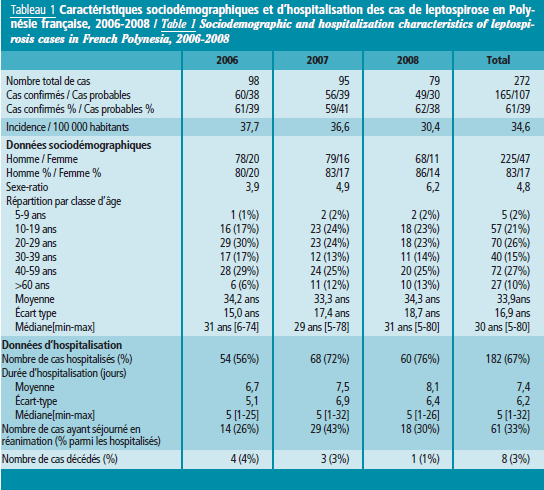 Tableau 1 Caractéristiques sociodémographiques et d'hospitalisation des cas de leptospirose en Poly-
nésie française, 2006-2008 / Table 1 Sociodemographic and hospitalization characteristics of leptospi-
rosis cases in French Polynesia, 2006-2008
2006 2007 2008 Total
Nombre total de cas 98 95 79 272
Cas confirmés / Cas probables 60/38 56/39 49/30 165/107
Cas confirmés % / Cas probables % 61/39 59/41 62/38 61/39
Incidence / 100 000 habitants 37,7 36,6 30,4 34,6
Données sociodémographiques
Homme / Femme 78/20 79/16 68/11 225/47
Homme % / Femme % 80/20 83/17 86/14 83/17
Sexe-ratio 3,9 4,9 6,2 4,8
Répartition par classe d'âge
5-9 ans 1 (1%) 2 (2%) 2 (2%) 5 (2%)
10-19 ans 16 (17%) 23 (24%) 18 (23%) 57 (21%)
20-29 ans 29 (30%) 23 (24%) 18 (23%) 70 (26%)
30-39 ans 17 (17%) 12 (13%) 11 (14%) 40 (15%)
40-59 ans 28 (29%) 24 (25%) 20 (25%) 72 (27%)
>60 ans 6 (6%) 11 (12%) 10 (13%) 27 (10%)
Moyenne 34,2 ans 33,3 ans 34,3 ans 33,9ans
Écart type 15,0 ans 17,4 ans 18,7 ans 16,9 ans
Médiane[min-max] 31 ans [6-74] 29 ans [5-78] 31 ans [5-80] 30 ans [5-80]
Données d'hospitalisation
Nombre de cas hospitalisés (%) 54 (56%) 68 (72%) 60 (76%) 182 (67%)
Durée d'hospitalisation (jours)
Moyenne 6,7 7,5 8,1 7,4
Écart-type 5,1 6,9 6,4 6,2
Médiane[min-max] 5 [1-25] 5 [1-32] 5 [1-26] 5 [1-32]
Nombre de cas ayant séjourné en 14 (26%) 29 (43%) 18 (30%) 61 (33%)
réanimation (% parmi les hospitalisés)
Nombre de cas décédés (%) 4 (4%) 3 (3%) 1 (1%) 8 (3%)